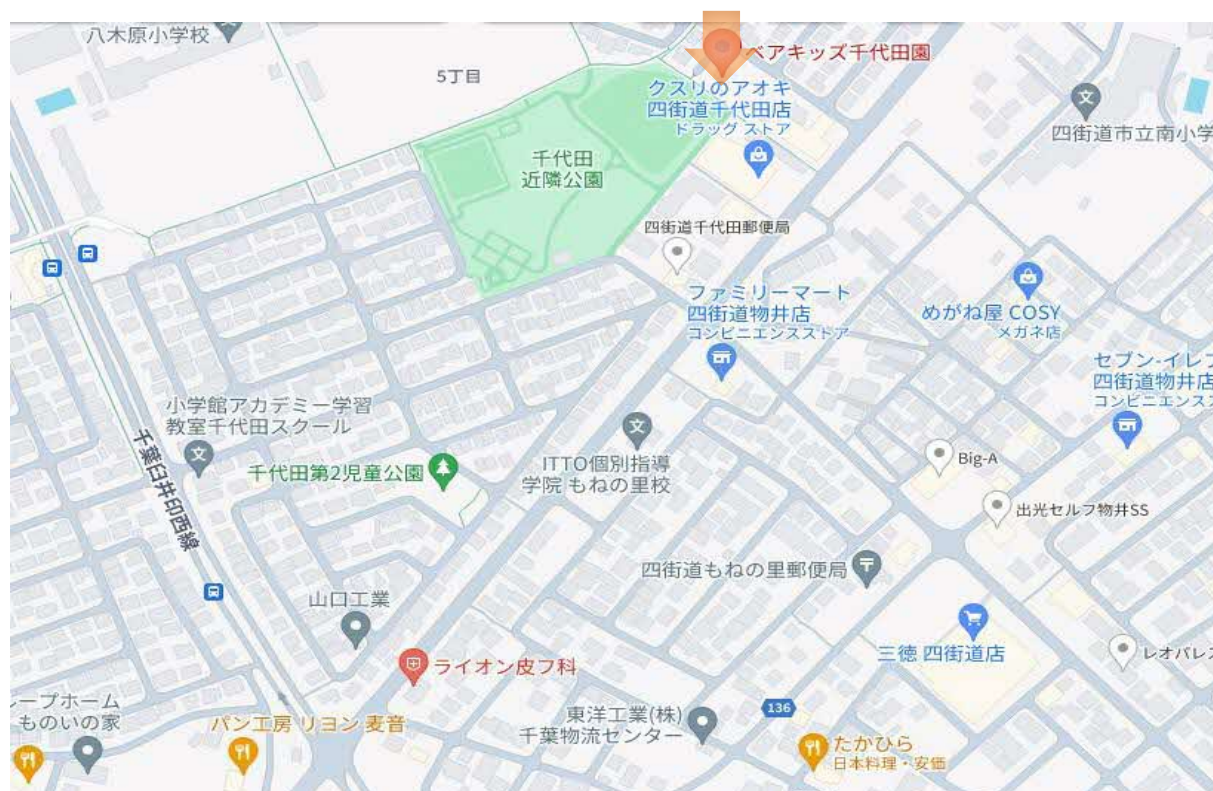 八木原小学校
5丁目
ベアキッズ千代田園
クスリのアオキ
四街道千代田店
ドラッグストア
四街道市立南小学
千代田
近隣公園
四街道千代田郵便局
ファミリーマート
四街道物井店
コンビニエンスストア
めがね屋 COSY
メガネ店
セブン-イレブ
四街道物井店
コンビニエンスス
小学館アカデミー学習
教室千代田スクール
千葉臼井印西線
千代田第2児童公園
ITTO個別指導
学院 もねの里校
Big-A
出光セルフ物井SS
四街道もねの里郵便局
山口工業
三徳 四街道店
レオパレス
ライオン皮フ科
ループホーム
ものいの家
パン工房 リヨン 麦音
東洋工業(株)
千葉物流センター
136
たかひら
日本料理・安価